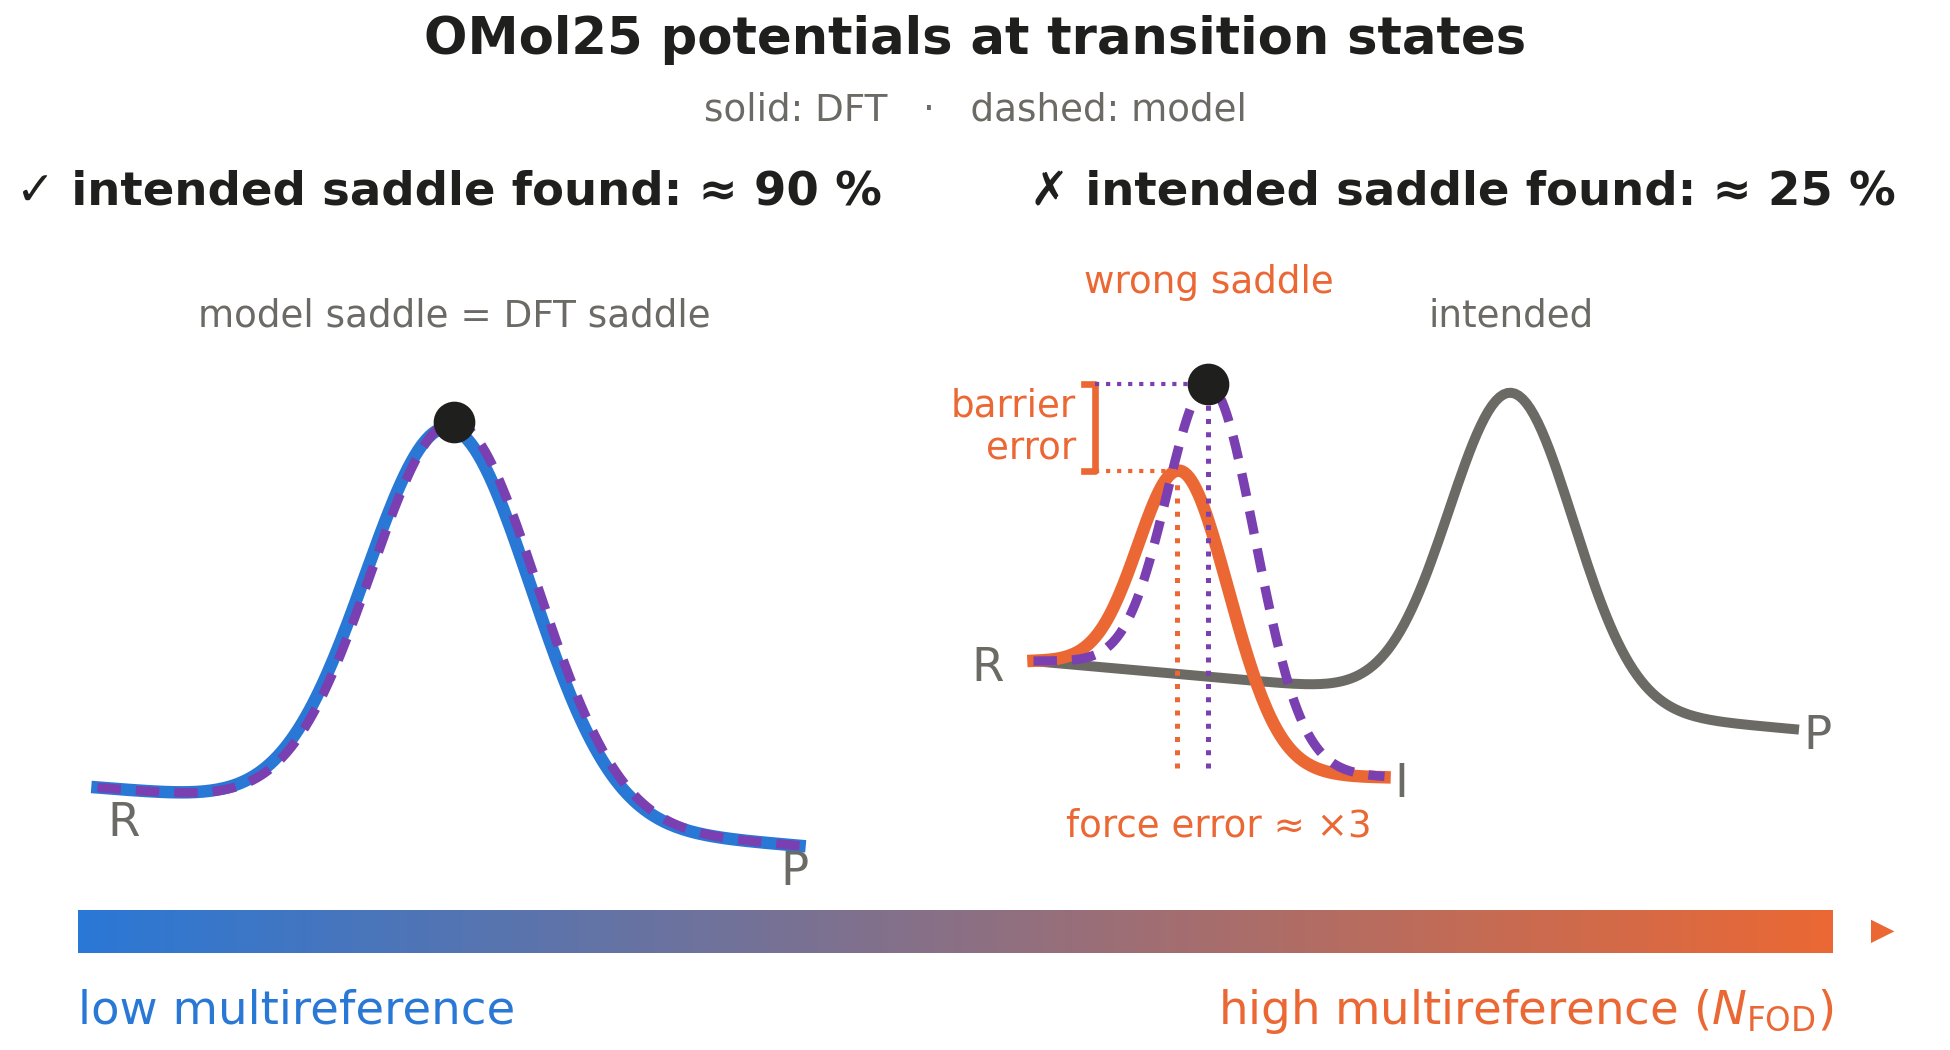 OMol25 potentials at transition states
solid: DFT · dashed: model
✓ intended saddle found: ≈ 90 %
✗ intended saddle found: ≈ 25 %
model saddle = DFT saddle
wrong saddle
intended
barrier
error
R
P
R
P
I
force error ≈ ×3
low multireference
high multireference (N_FOD)